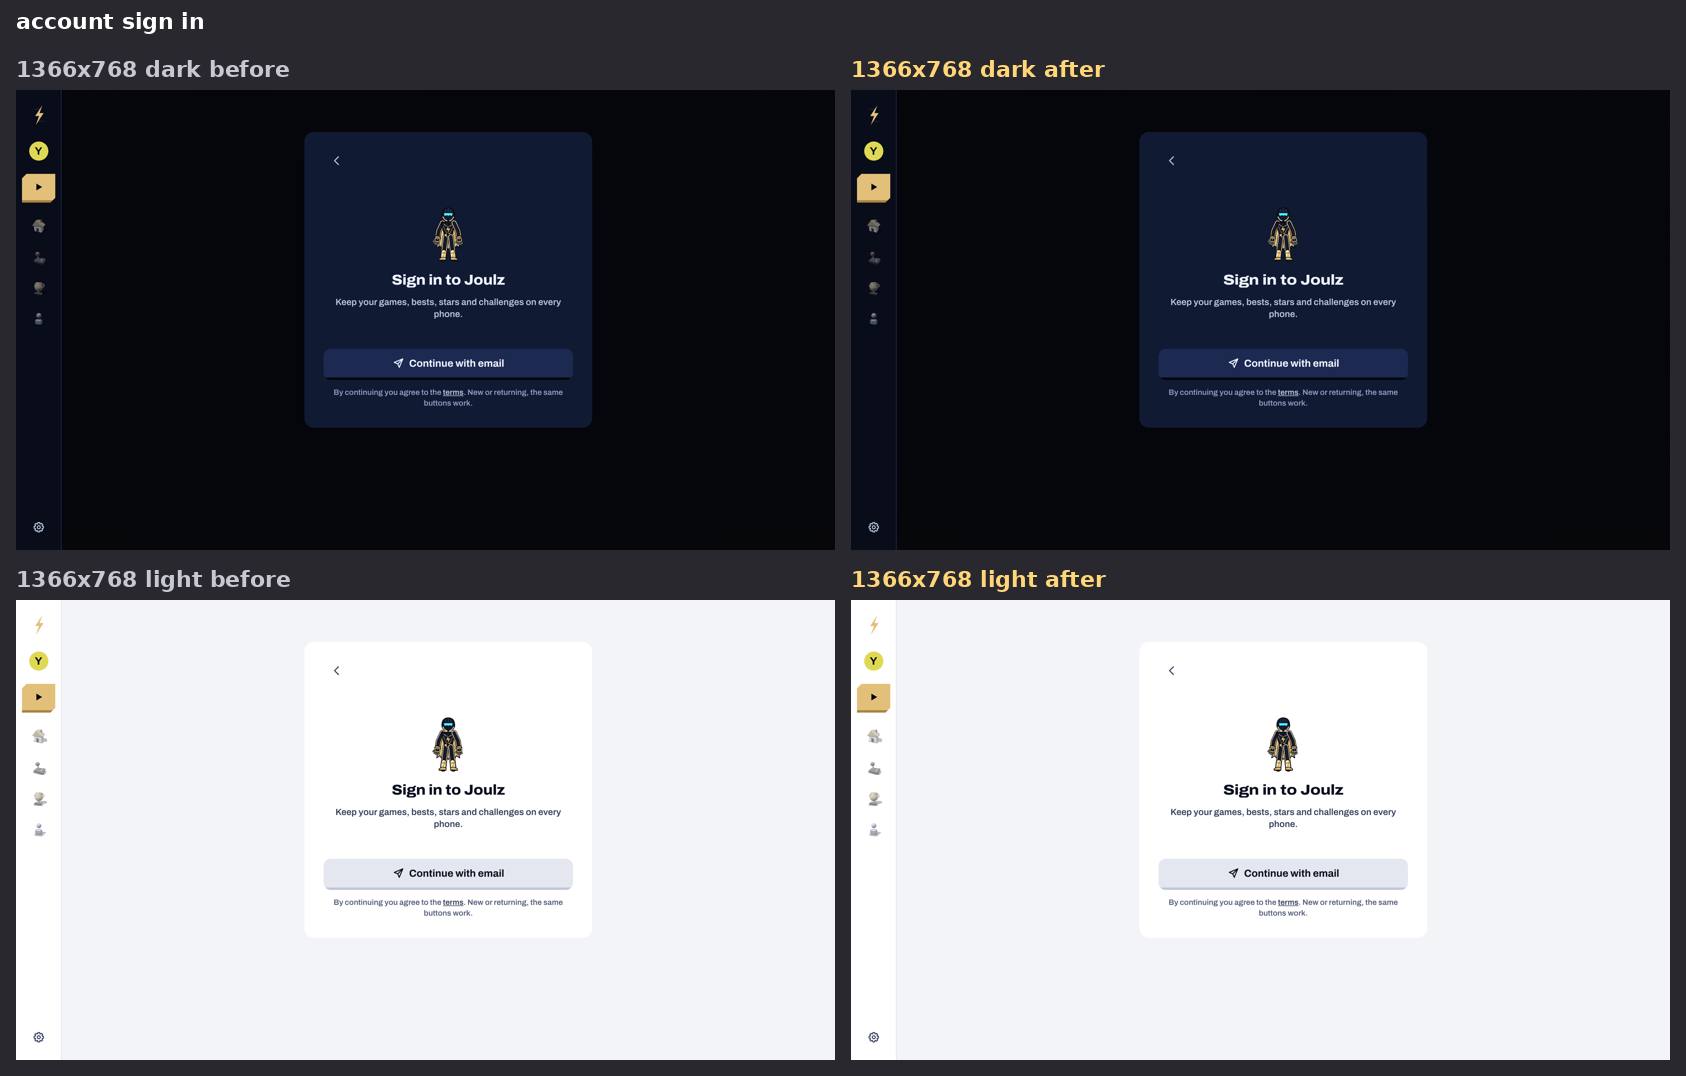 account sign in
1366x768 dark before
Y
Sign in to Joulz
Keep your games, bests, stars and challenges on every
phone.
Continue with email
By continuing you agree to the terms. New or returning, the same
buttons work.
1366x768 dark after
Y
Sign in to Joulz
Keep your games, bests, stars and challenges on every
phone.
Continue with email
By continuing you agree to the terms. New or returning, the same
buttons work.
1366x768 light before
Y
Sign in to Joulz
Keep your games, bests, stars and challenges on every
phone.
Continue with email
By continuing you agree to the terms. New or returning, the same
buttons work.
1366x768 light after
Y
Sign in to Joulz
Keep your games, bests, stars and challenges on every
phone.
Continue with email
By continuing you agree to the terms. New or returning, the same
buttons work.